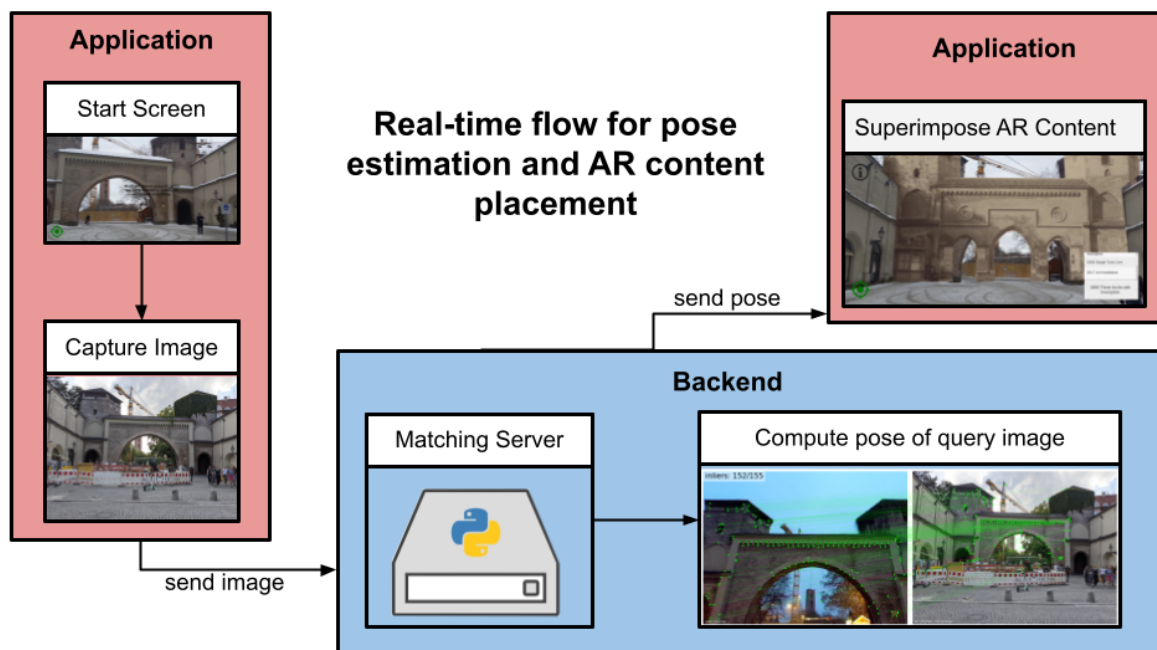 Application
Start Screen
Capture Image
send image
Real-time flow for pose
estimation and AR content
placement
Backend
Matching Server
Compute pose of query image
inliers: 152/155
send pose
Application
Superimpose AR Content